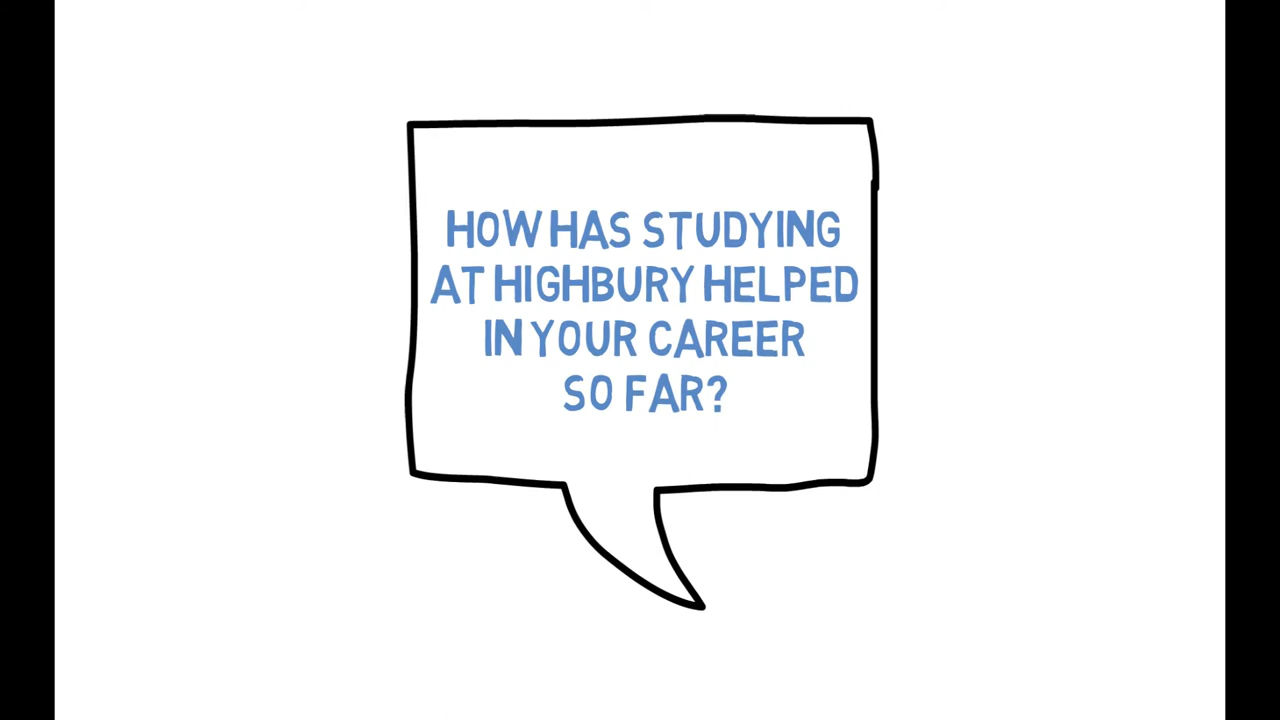 HOW HAS STUDYING
AT HIGHBURY HELPED
IN YOUR CAREER
SO FAR?